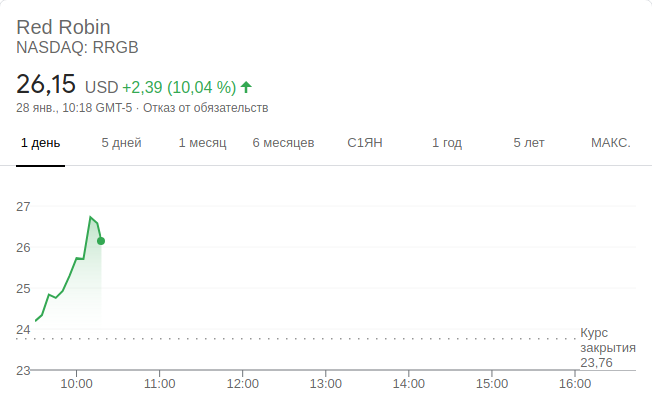 Red Robin
NASDAQ: RRGB
26,15 USD +2,39 (10,04 %)
28 янв., 10:18 GMT-5 · Отказ от обязательств
1 день 5 дней 1 месяц 6 месяцев С1ЯН 1 год 5 лет МАКС.
27
26
25
24
Курс
закрытия
23,76
23
10:00 11:00 12:00 13:00 14:00 15:00 16:00